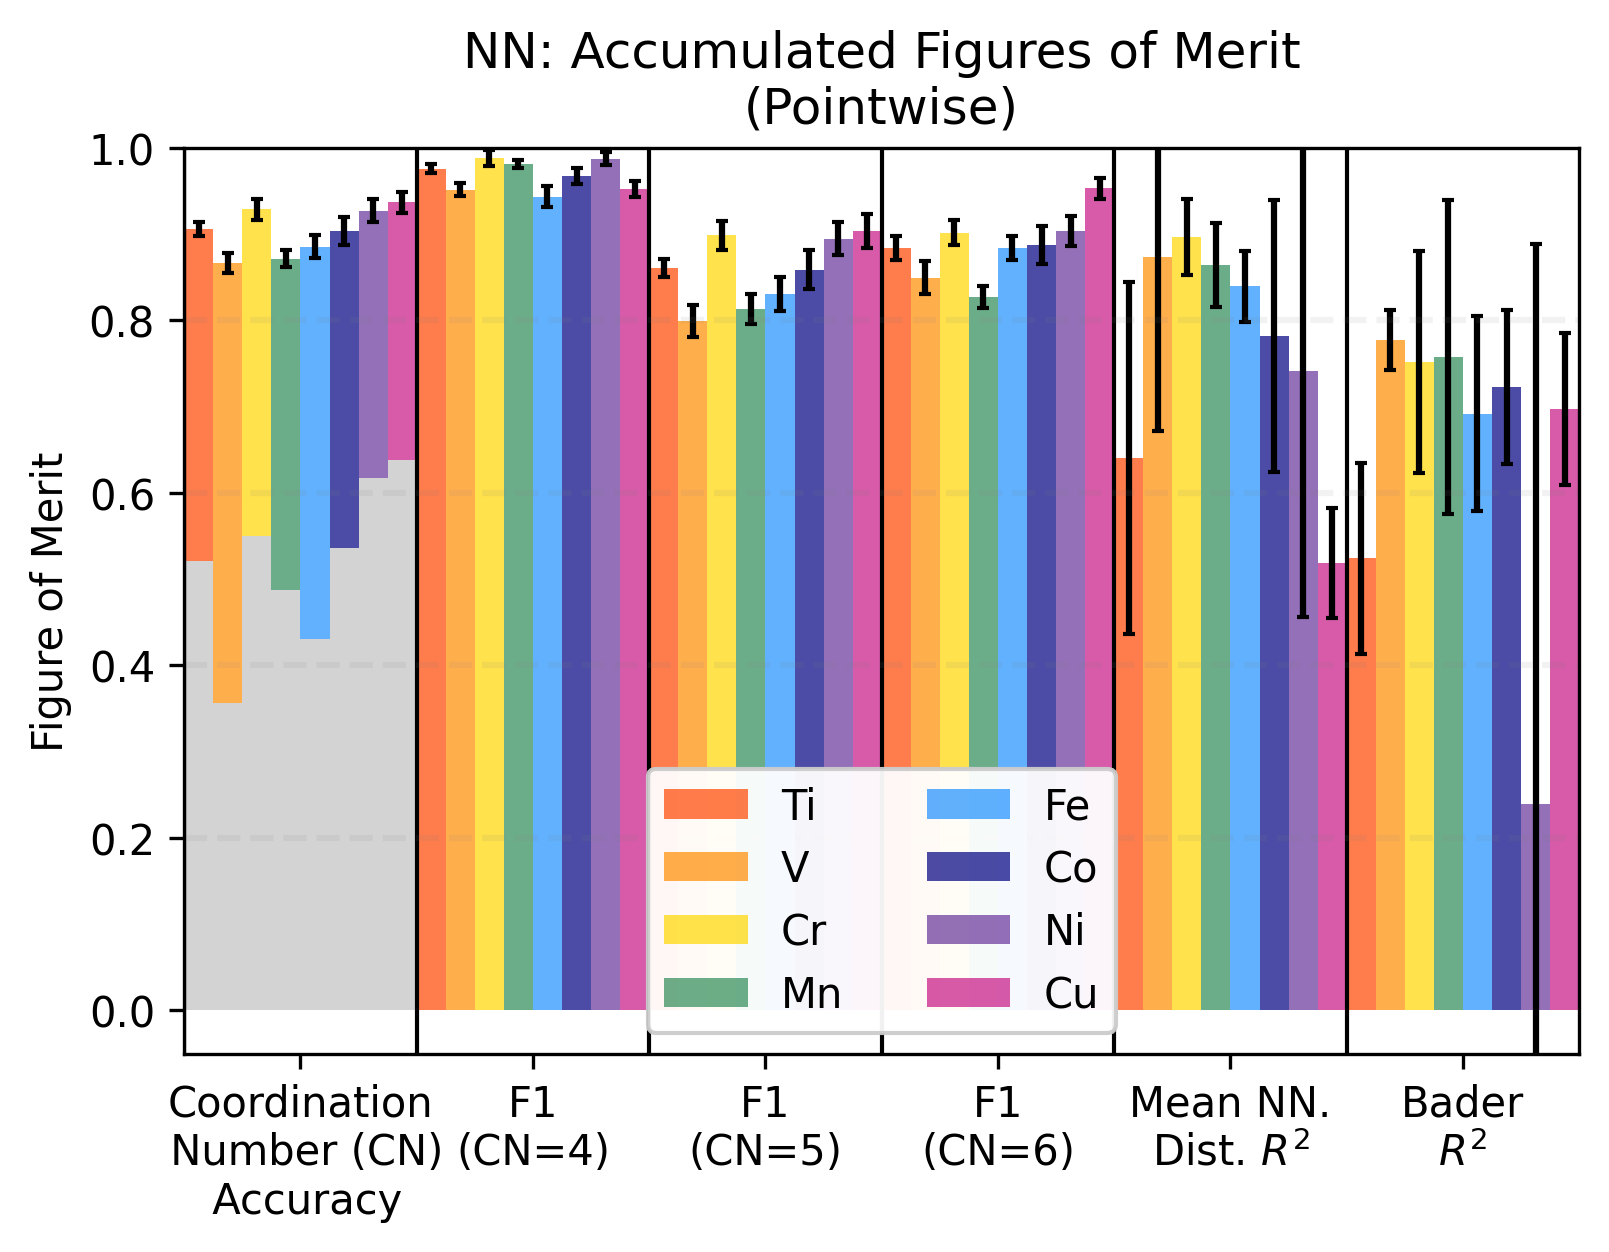 NN: Accumulated Figures of Merit
(Pointwise)
Figure of Merit
1.0
0.8
0.6
0.4
0.2
0.0
Ti
V
Cr
Mn
Fe
Co
Ni
Cu
Coordination
Number (CN)
Accuracy
F1
(CN=4)
F1
(CN=5)
F1
(CN=6)
Mean NN.
Dist. R²
Bader
R²